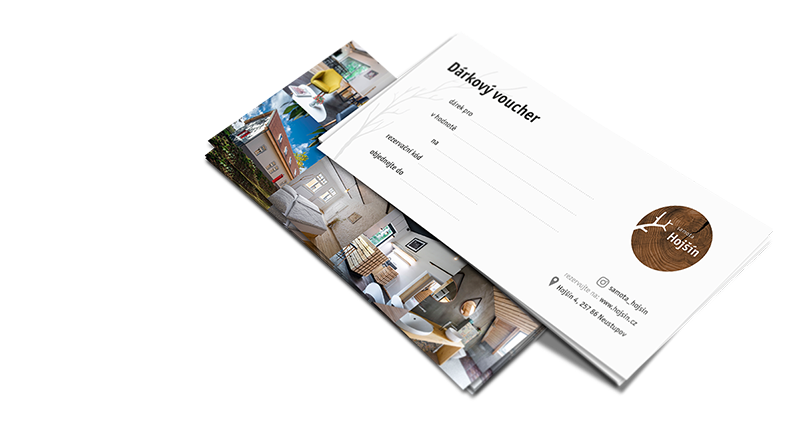 Dárkový voucher
dárek pro
v hodnotě
na
rezervační kód
objednejte do
samota
Hojšín
samota_hojsin
rezervujte na: www.hojsin.cz
Hojšín 4, 257 86 Neustupov